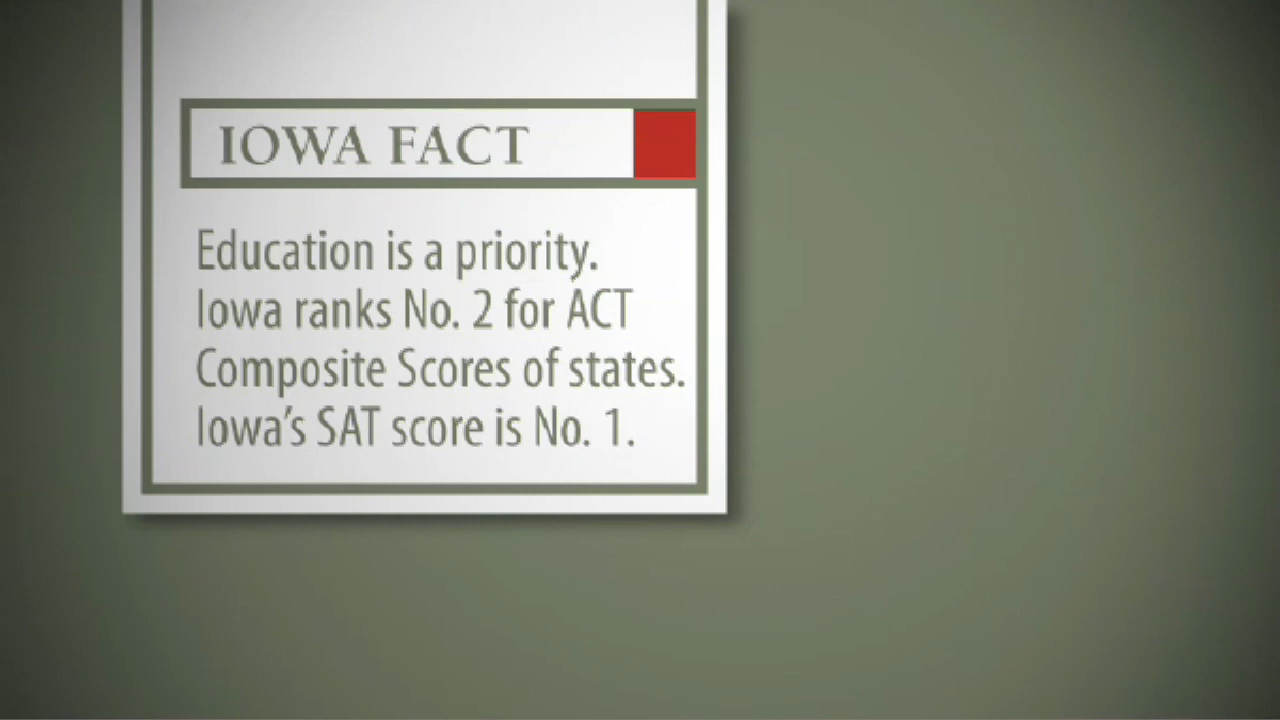 IOWA FACT
Education is a priority.
Iowa ranks No. 2 for ACT
Composite Scores of states.
Iowa's SAT score is No. 1.